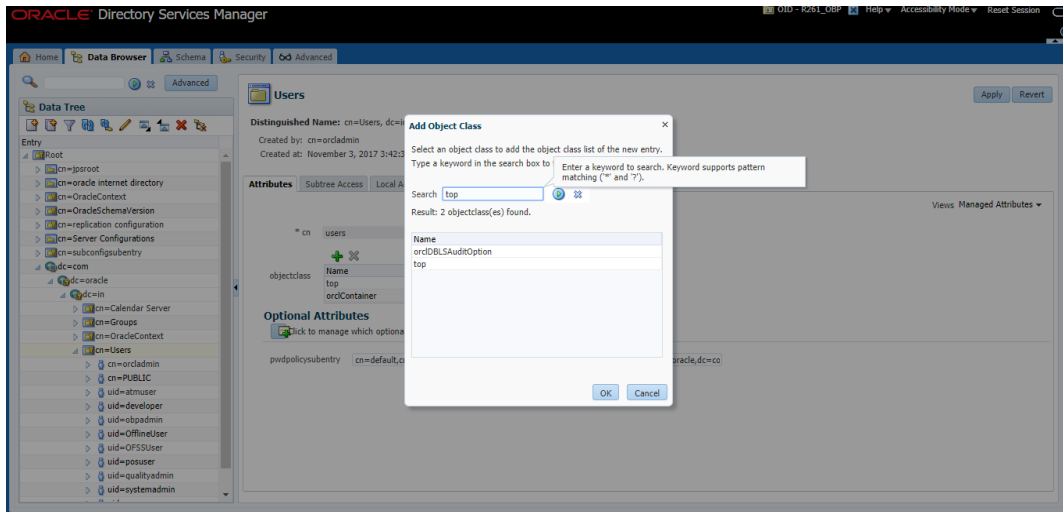 ORACLE Directory Services Manager
OID - R261_OBP Help Accessibility Mode Reset Session
Home Data Browser Schema Security Advanced
Advanced
Data Tree
Entry
Root
cn=jpsroot
cn=oracle internet directory
cn=OracleContext
cn=OracleSchemaVersion
cn=replication configuration
cn=Server Configurations
cn=subconfigsubentry
dc=com
dc=oracle
dc=in
cn=Calendar Server
cn=Groups
cn=OracleContext
cn=Users
cn=orcladmin
cn=PUBLIC
uid=atmuser
uid=developer
uid=obpadmin
uid=OfflineUser
uid=OFSSUser
uid=posuser
uid=qualityadmin
uid=systemadmin
Users
Apply Revert
Distinguished Name: cn=Users, dc=i
Created by: cn=orcladmin
Created at: November 3, 2017 3:42:3
Attributes Subtree Access Local A
Views Managed Attributes
* cn users
objectclass
Name
top
orclContainer
Optional Attributes
Click to manage which optiona
pwdpolicysubentry cn=default,c
oracle,dc=co
Add Object Class
Select an object class to add the object class list of the new entry.
Type a keyword in the search box to
Enter a keyword to search. Keyword supports pattern
matching ('*' and '?').
Search top
Result: 2 objectclass(es) found.
Name
orclDBLSAuditOption
top
OK Cancel